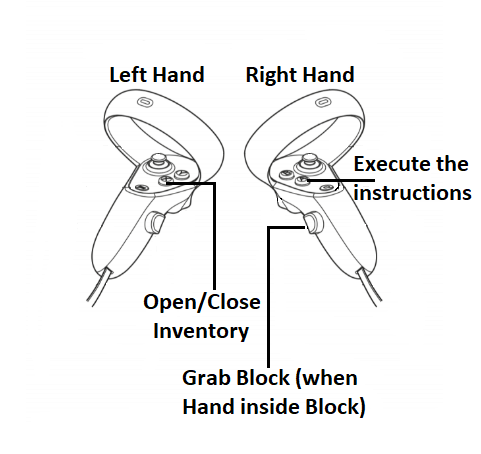 Left Hand
Right Hand
Execute the
instructions
Open/Close
Inventory
Grab Block (when
Hand inside Block)